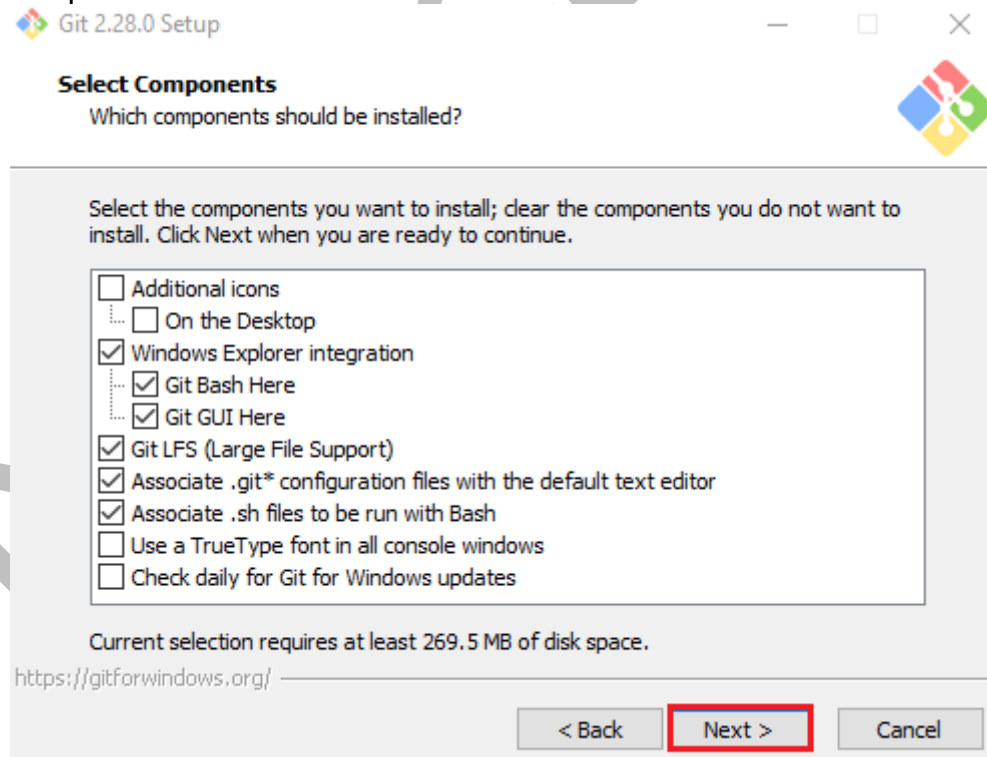 Git 2.28.0 Setup
Select Components
Which components should be installed?
Select the components you want to install; clear the components you do not want to
install. Click Next when you are ready to continue.
Additional icons
On the Desktop
Windows Explorer integration
Git Bash Here
Git GUI Here
Git LFS (Large File Support)
Associate .git* configuration files with the default text editor
Associate .sh files to be run with Bash
Use a TrueType font in all console windows
Check daily for Git for Windows updates
Current selection requires at least 269.5 MB of disk space.
https://gitforwindows.org/
< Back Next > Cancel